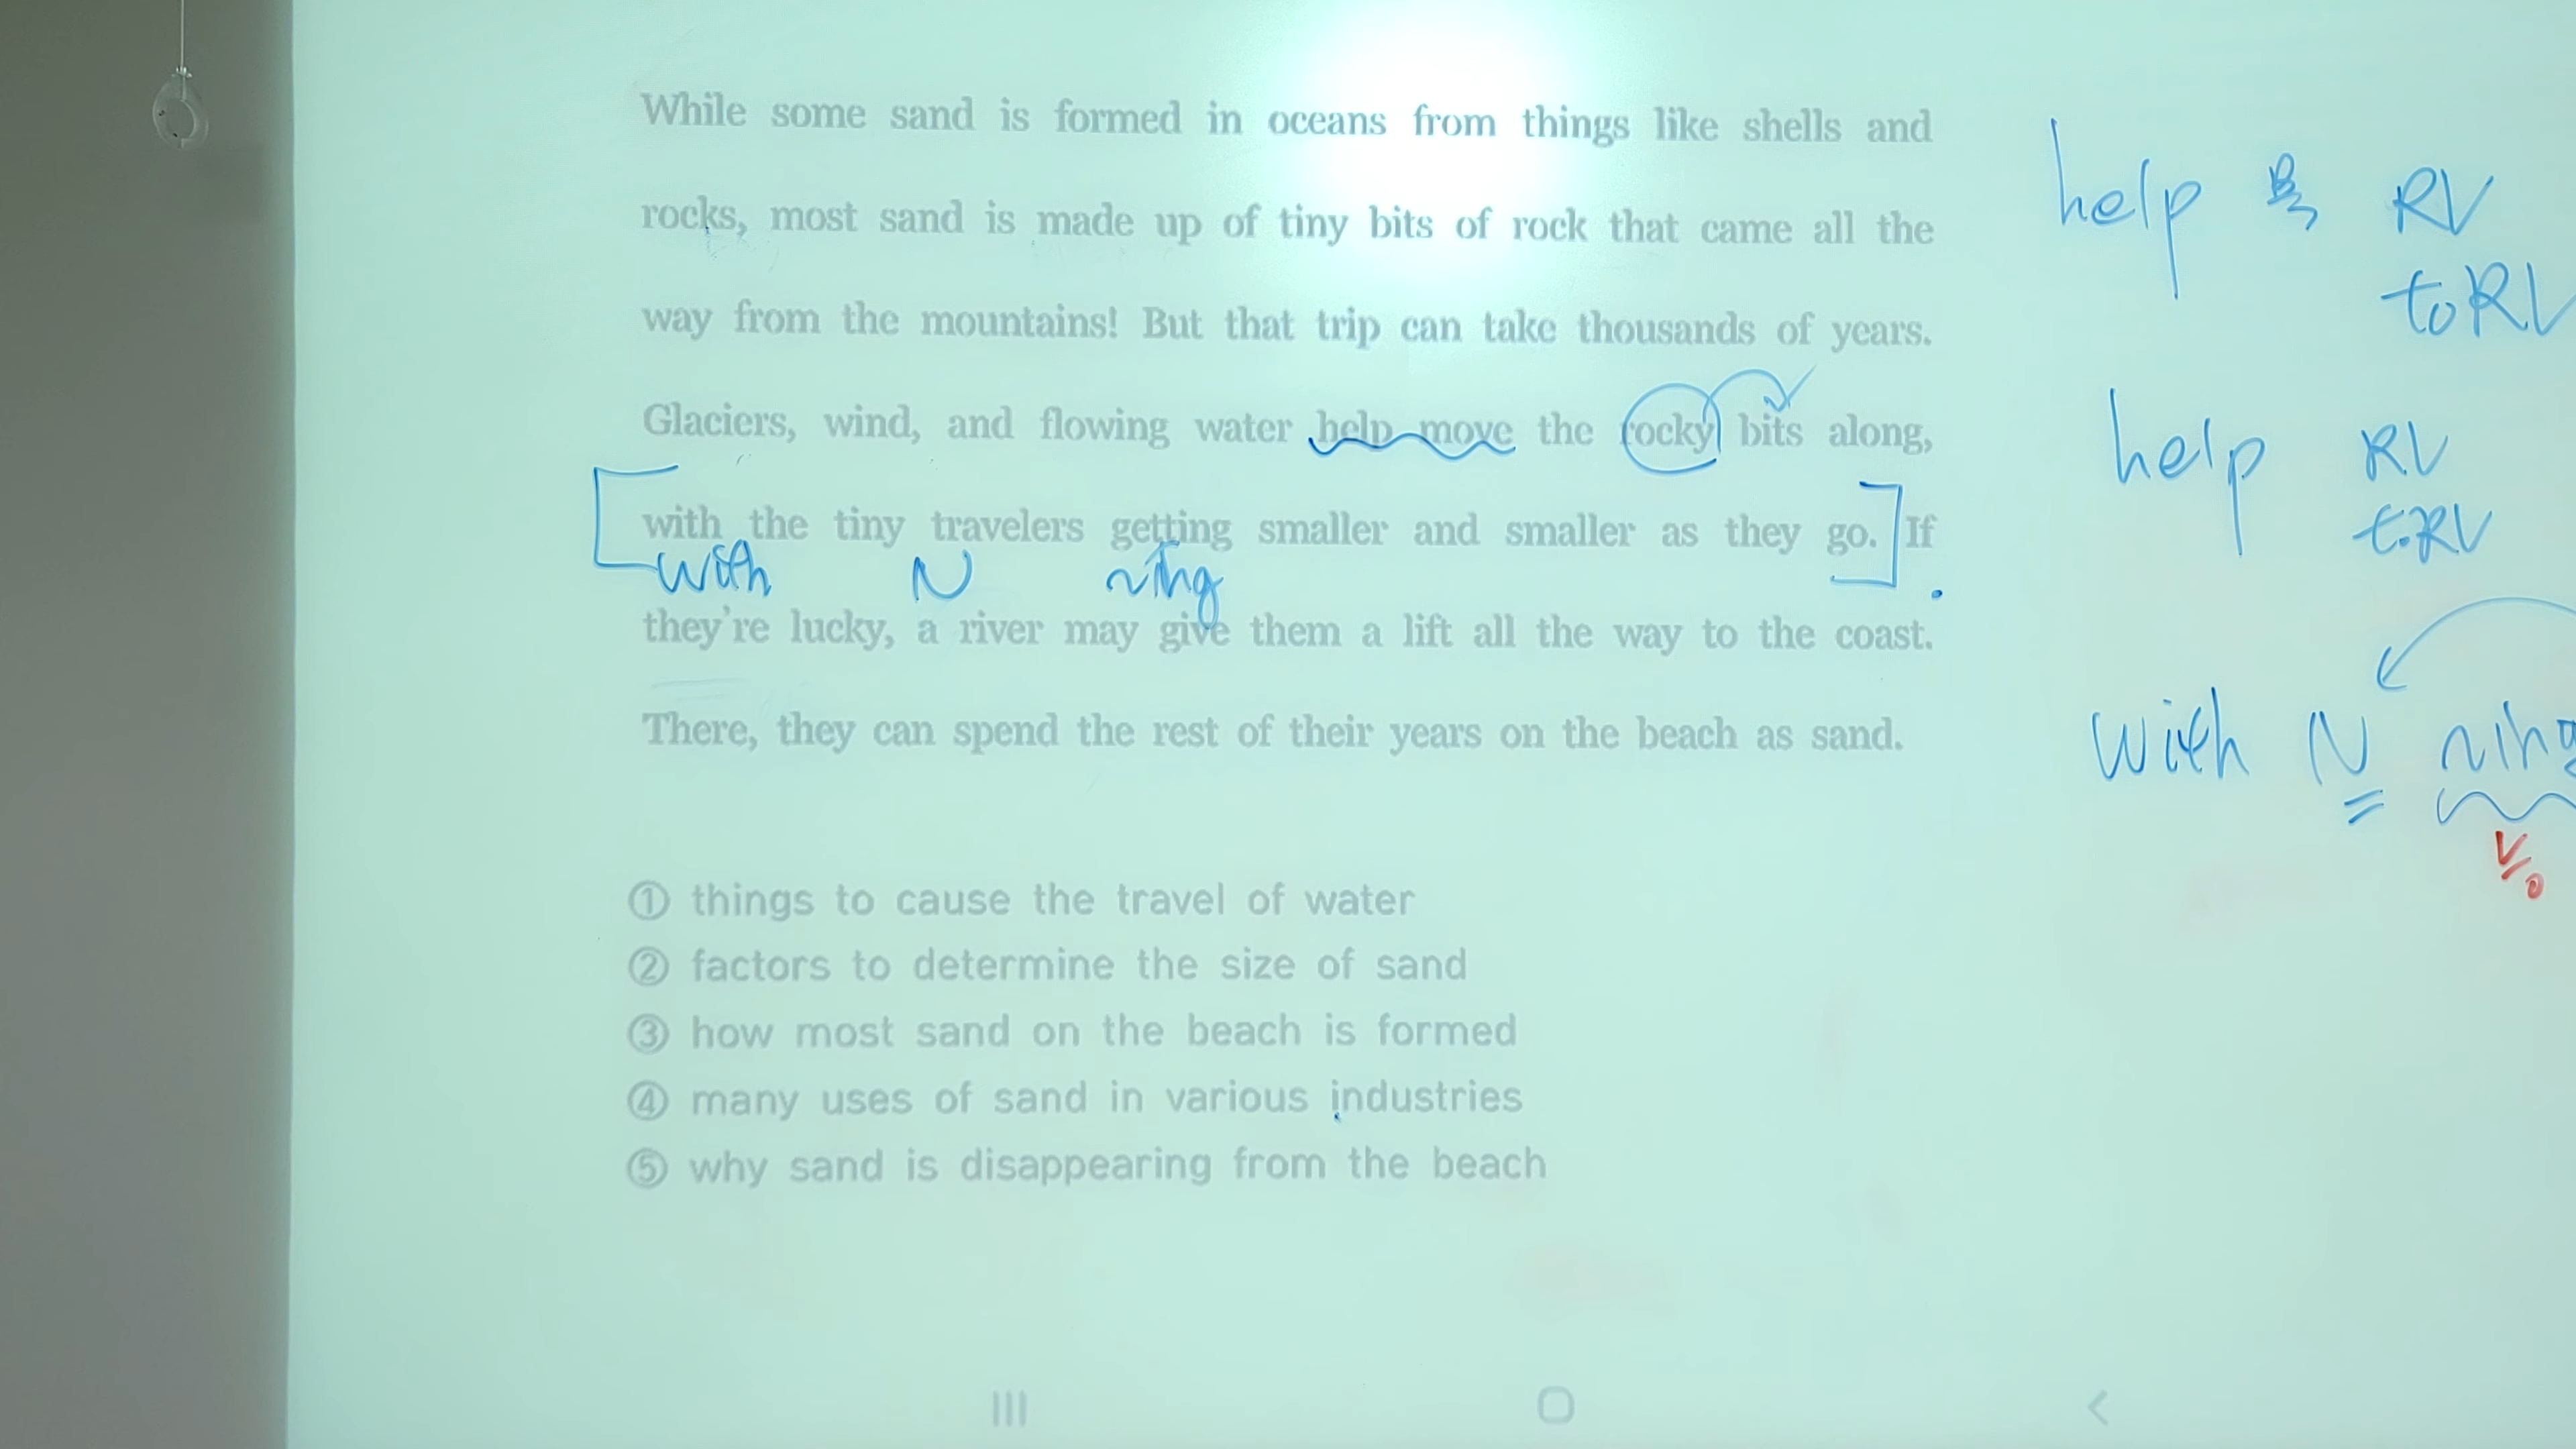 While some sand is formed in oceans from things like shells and
rocks, most sand is made up of tiny bits of rock that came all the
way from the mountains! But that trip can take thousands of years.
Glaciers, wind, and flowing water help move the rocky bits along,
with the tiny travelers getting smaller and smaller as they go. If
with N ~ing
they're lucky, a river may give them a lift all the way to the coast.
There, they can spend the rest of their years on the beach as sand.
① things to cause the travel of water
② factors to determine the size of sand
③ how most sand on the beach is formed
④ many uses of sand in various industries
⑤ why sand is disappearing from the beach
help 목 RV
to RV
help RV
to RV
with N ~ing